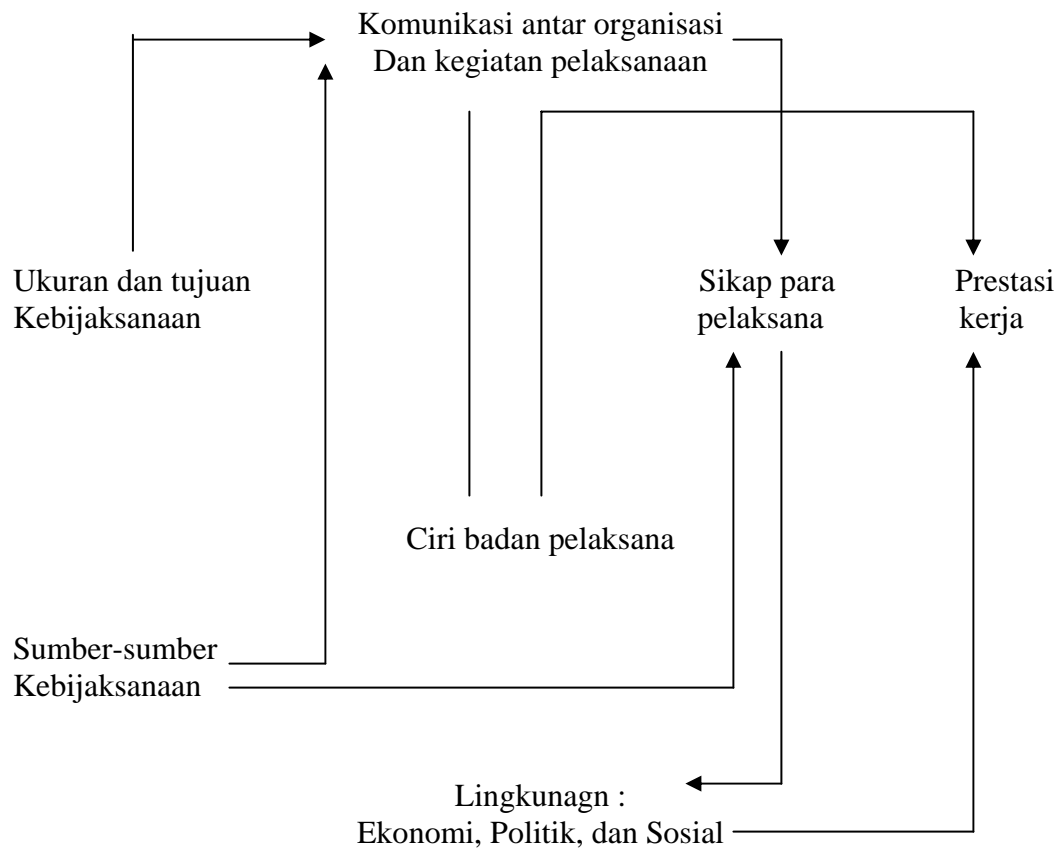 Komunikasi antar organisasi
Dan kegiatan pelaksanaan
Ukuran dan tujuan
Kebijaksanaan
Sikap para
pelaksana
Prestasi
kerja
Ciri badan pelaksana
Sumber-sumber
Kebijaksanaan
Lingkunagn :
Ekonomi, Politik, dan Sosial